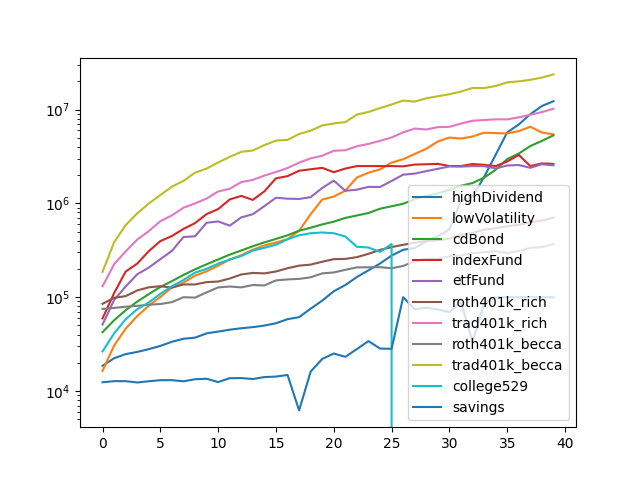 10⁷
10⁶
10⁵
10⁴
0 5 10 15 20 25 30 35 40
highDividend
lowVolatility
cdBond
indexFund
etfFund
roth401k_rich
trad401k_rich
roth401k_becca
trad401k_becca
college529
savings